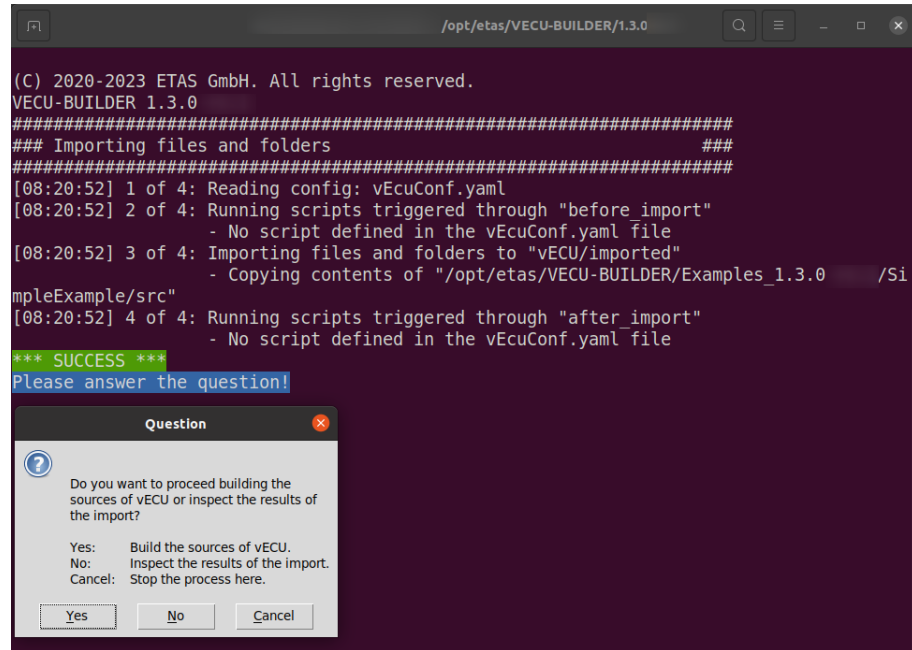 /opt/etas/VECU-BUILDER/1.3.0
(C) 2020-2023 ETAS GmbH. All rights reserved.
VECU-BUILDER 1.3.0
######################################################################
### Importing files and folders                                    ###
######################################################################
[08:20:52] 1 of 4: Reading config: vEcuConf.yaml
[08:20:52] 2 of 4: Running scripts triggered through "before_import"
- No script defined in the vEcuConf.yaml file
[08:20:52] 3 of 4: Importing files and folders to "vECU/imported"
- Copying contents of "/opt/etas/VECU-BUILDER/Examples_1.3.0 /Si
mpleExample/src"
[08:20:52] 4 of 4: Running scripts triggered through "after_import"
- No script defined in the vEcuConf.yaml file
*** SUCCESS ***
Please answer the question!
Question
Do you want to proceed building the
sources of vECU or inspect the results of
the import?
Yes: Build the sources of vECU.
No: Inspect the results of the import.
Cancel: Stop the process here.
Yes No Cancel